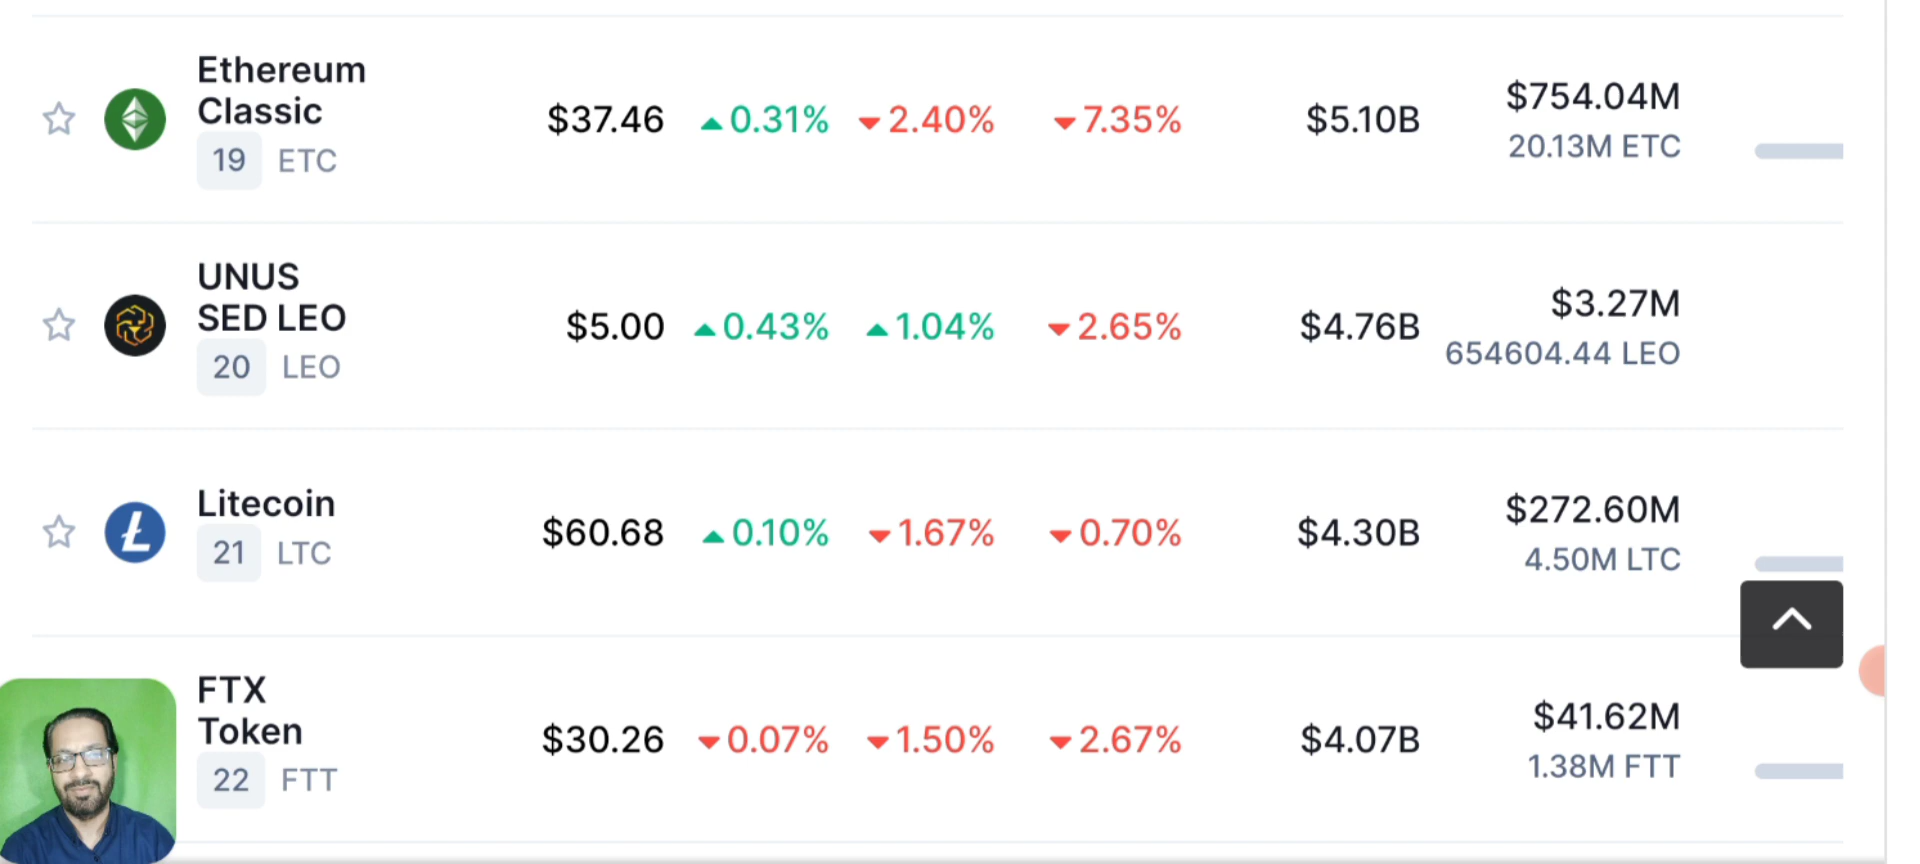 Ethereum
Classic
19 ETC
$37.46 0.31% 2.40% 7.35% $5.10B
$754.04M
20.13M ETC
UNUS
SED LEO
20 LEO
$5.00 0.43% 1.04% 2.65% $4.76B
$3.27M
654604.44 LEO
Litecoin
21 LTC
$60.68 0.10% 1.67% 0.70% $4.30B
$272.60M
4.50M LTC
FTX
Token
22 FTT
$30.26 0.07% 1.50% 2.67% $4.07B
$41.62M
1.38M FTT